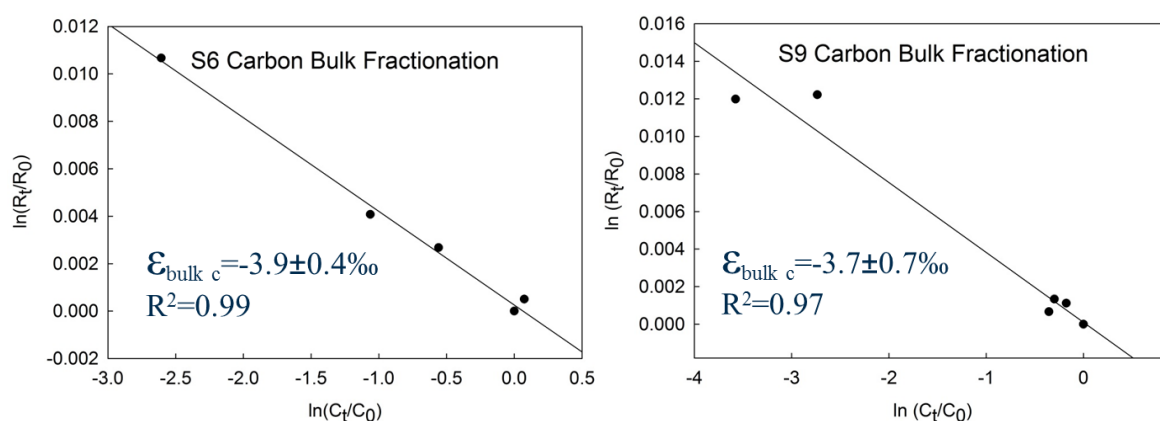 S6 Carbon Bulk Fractionation
0.012
0.010
0.008
0.006
0.004
0.002
0.000
-0.002
ln(Rt/R0)
εbulk c=-3.9±0.4‰
R²=0.99
-3.0 -2.5 -2.0 -1.5 -1.0 -0.5 0.0 0.5
ln(Ct/C0)
S9 Carbon Bulk Fractionation
0.016
0.014
0.012
0.010
0.008
0.006
0.004
0.002
0.000
ln (Rt/R0)
εbulk c=-3.7±0.7‰
R²=0.97
-4 -3 -2 -1 0
ln (Ct/C0)